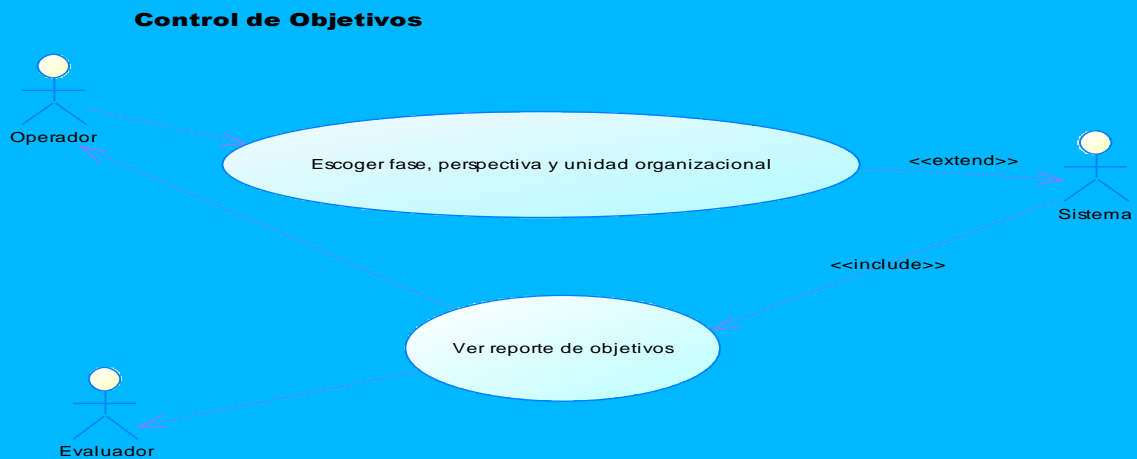 Control de Objetivos
Operador
Escoger fase, perspectiva y unidad organizacional
<<extend>>
Sistema
<<include>>
Ver reporte de objetivos
Evaluador